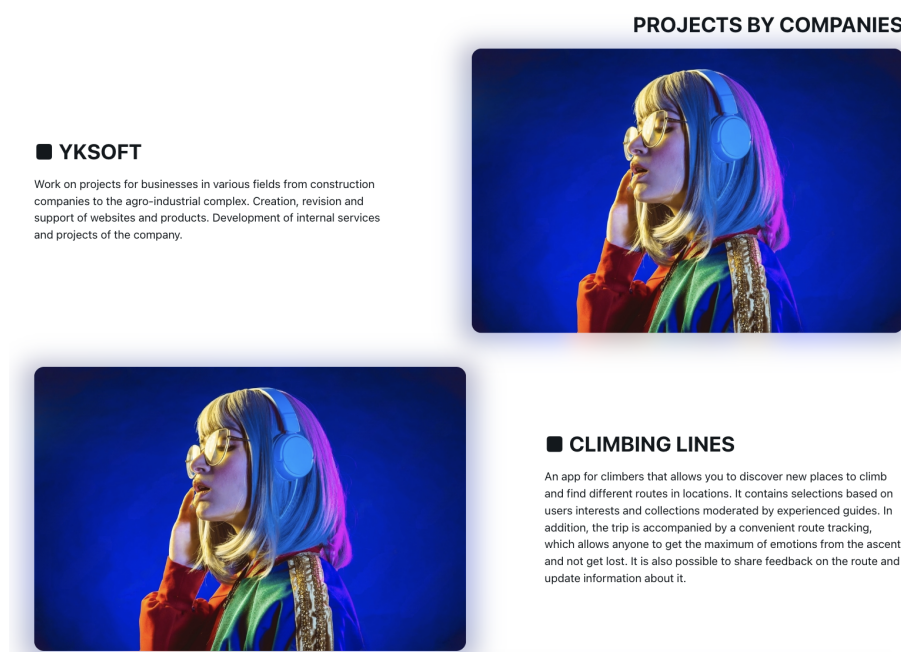 PROJECTS BY COMPANIES
YKSOFT
Work on projects for businesses in various fields from construction
companies to the agro-industrial complex. Creation, revision and
support of websites and products. Development of internal services
and projects of the company.
CLIMBING LINES
An app for climbers that allows you to discover new places to climb
and find different routes in locations. It contains selections based on
users interests and collections moderated by experienced guides. In
addition, the trip is accompanied by a convenient route tracking,
which allows anyone to get the maximum of emotions from the ascent
and not get lost. It is also possible to share feedback on the route and
update information about it.